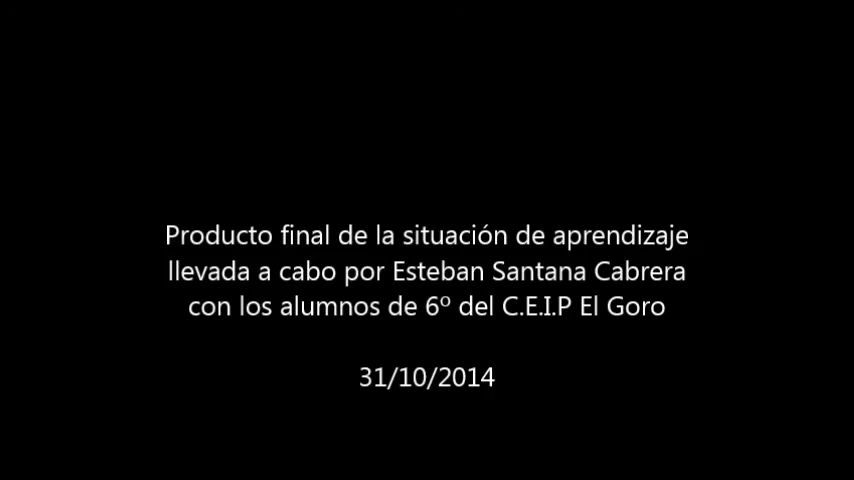 Producto final de la situación de aprendizaje
llevada a cabo por Esteban Santana Cabrera
con los alumnos de 6º del C.E.I.P El Goro
31/10/2014